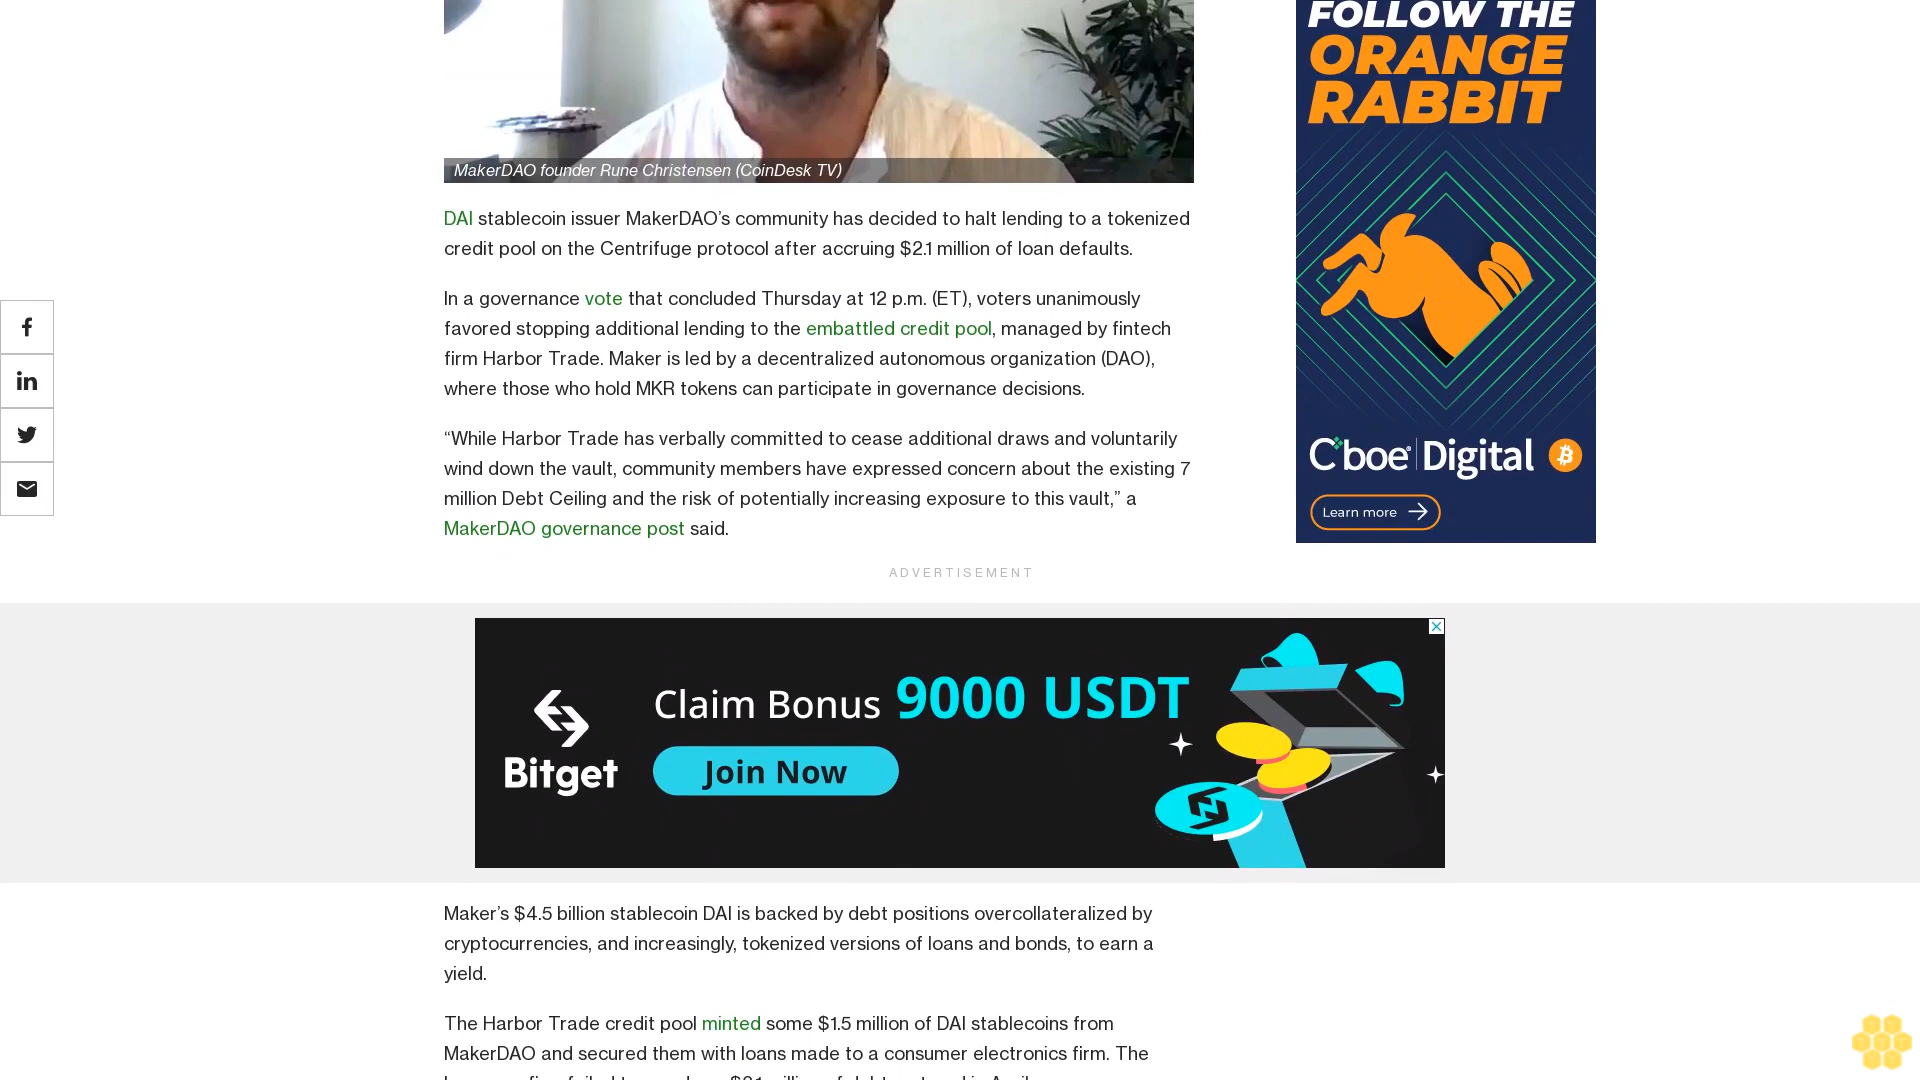 FOLLOW THE
ORANGE
RABBIT
MakerDAO founder Rune Christensen (CoinDesk TV)
DAI stablecoin issuer MakerDAO’s community has decided to halt lending to a tokenized
credit pool on the Centrifuge protocol after accruing $2.1 million of loan defaults.
In a governance vote that concluded Thursday at 12 p.m. (ET), voters unanimously
favored stopping additional lending to the embattled credit pool, managed by fintech
firm Harbor Trade. Maker is led by a decentralized autonomous organization (DAO),
where those who hold MKR tokens can participate in governance decisions.
“While Harbor Trade has verbally committed to cease additional draws and voluntarily
wind down the vault, community members have expressed concern about the existing 7
million Debt Ceiling and the risk of potentially increasing exposure to this vault,” a
MakerDAO governance post said.
Cboe Digital
Learn more
ADVERTISEMENT
Bitget
Claim Bonus 9000 USDT
Join Now
Maker’s $4.5 billion stablecoin DAI is backed by debt positions overcollateralized by
cryptocurrencies, and increasingly, tokenized versions of loans and bonds, to earn a
yield.
The Harbor Trade credit pool minted some $1.5 million of DAI stablecoins from
MakerDAO and secured them with loans made to a consumer electronics firm. The